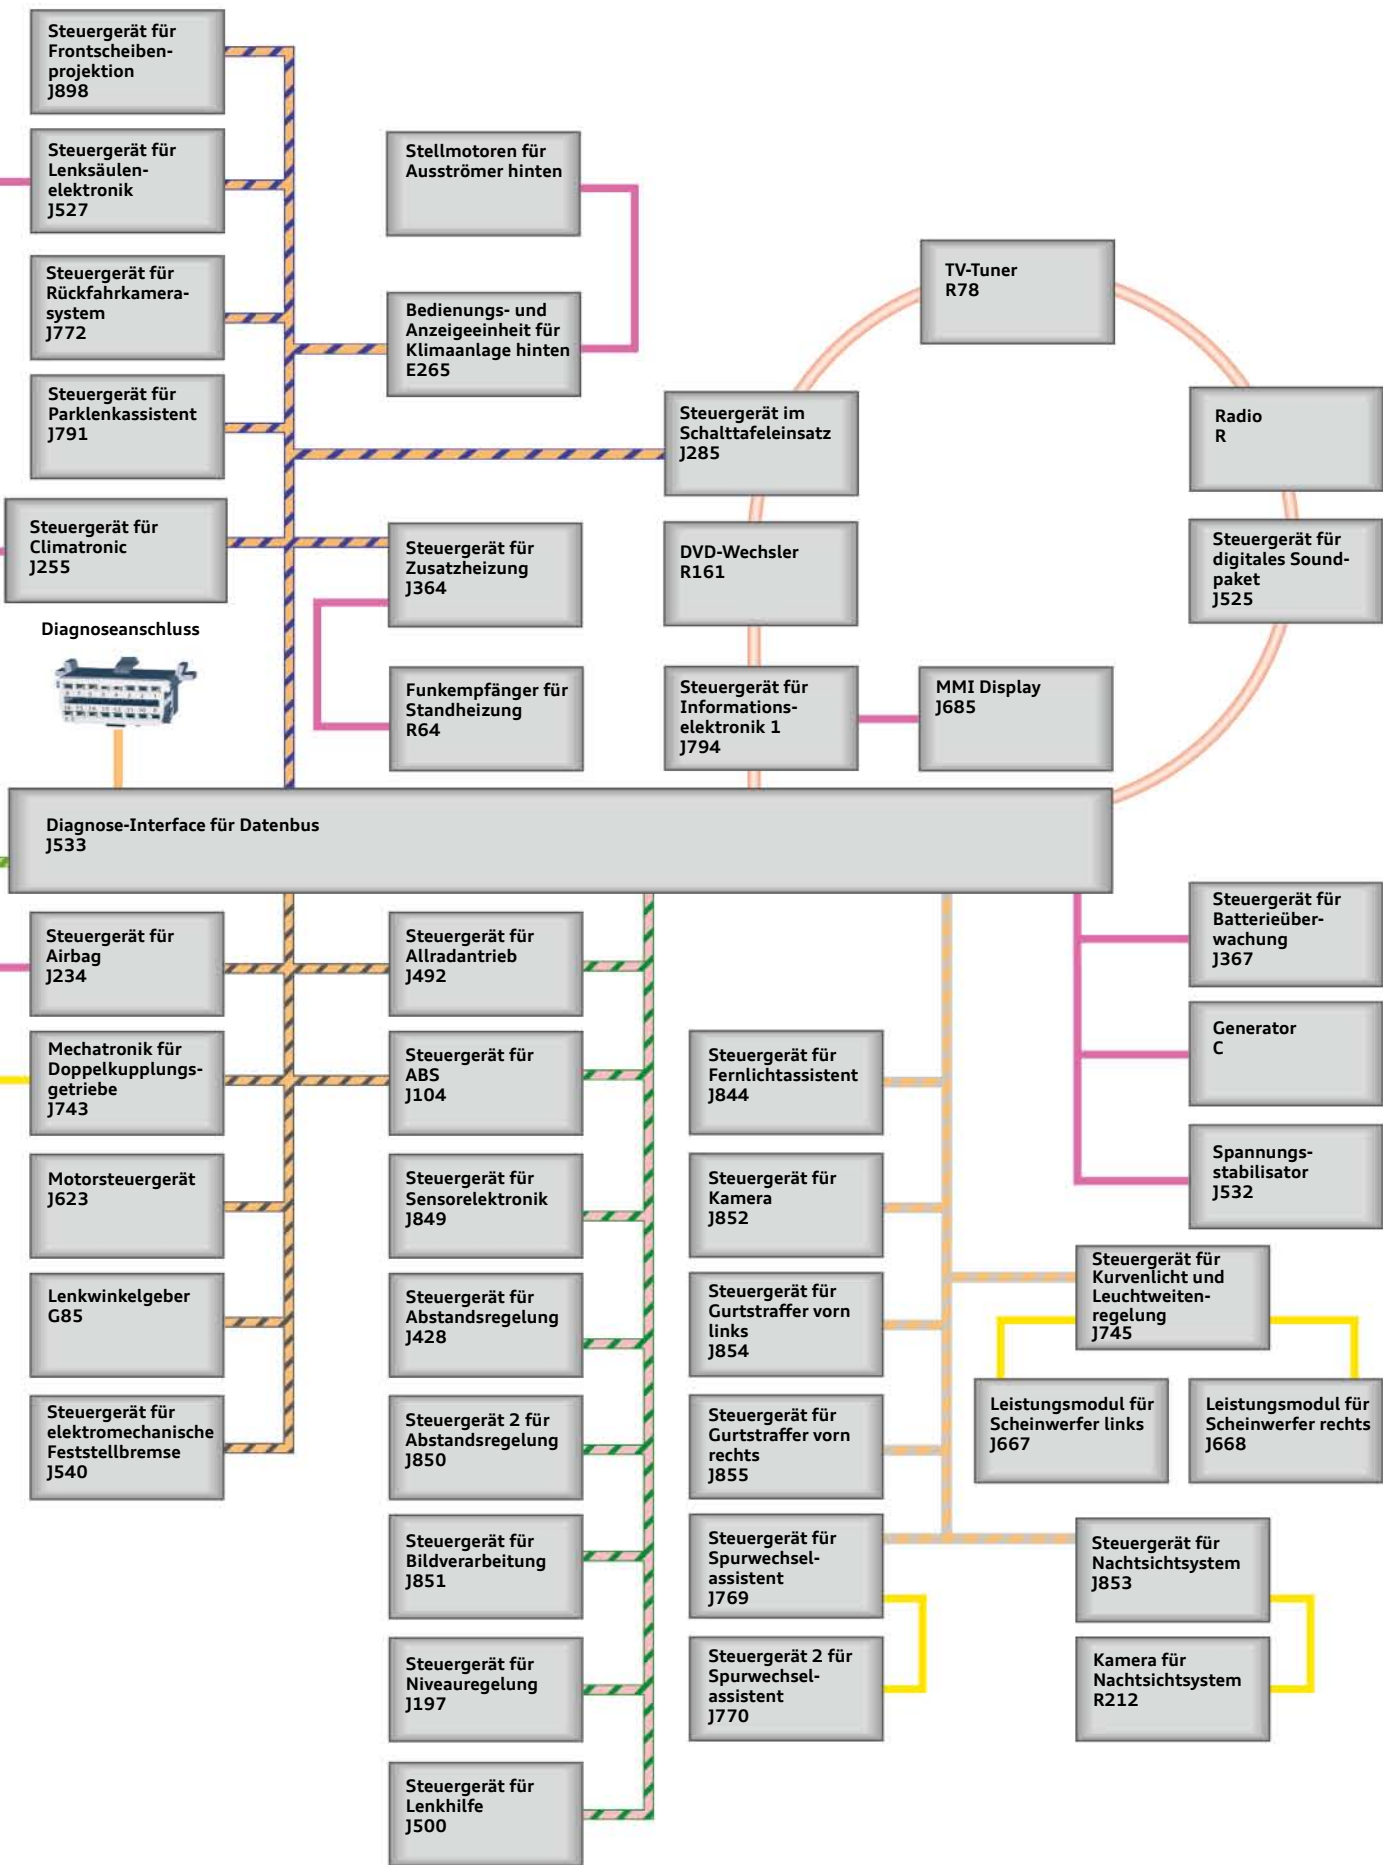 Steuergerät für
Frontscheiben-
projektion
J898
Steuergerät für
Lenksäulen-
elektronik
J527
Steuergerät für
Rückfahrkamera-
system
J772
Steuergerät für
Parklenkassistent
J791
Steuergerät für
Climatronic
J255
Stellmotoren für
Ausströmer hinten
Bedienungs- und
Anzeigeeinheit für
Klimaanlage hinten
E265
Steuergerät für
Zusatzheizung
J364
Funkempfänger für
Standheizung
R64
TV-Tuner
R78
Radio
R
Steuergerät im
Schalttafeleinsatz
J285
DVD-Wechsler
R161
Steuergerät für
digitales Sound-
paket
J525
Steuergerät für
Informations-
elektronik 1
J794
MMI Display
J685
Diagnoseanschluss
Diagnose-Interface für Datenbus
J533
Steuergerät für
Airbag
J234
Mechatronik für
Doppelkupplungs-
getriebe
J743
Motorsteuergerät
J623
Lenkwinkelgeber
G85
Steuergerät für
elektromechanische
Feststellbremse
J540
Steuergerät für
Allradantrieb
J492
Steuergerät für
ABS
J104
Steuergerät für
Sensorelektronik
J849
Steuergerät für
Abstandsregelung
J428
Steuergerät 2 für
Abstandsregelung
J850
Steuergerät für
Bildverarbeitung
J851
Steuergerät für
Niveauregelung
J197
Steuergerät für
Lenkhilfe
J500
Steuergerät für
Fernlichtassistent
J844
Steuergerät für
Kamera
J852
Steuergerät für
Gurtstraffer vorn
links
J854
Steuergerät für
Gurtstraffer vorn
rechts
J855
Steuergerät für
Spurwechsel-
assistent
J769
Steuergerät 2 für
Spurwechsel-
assistent
J770
Steuergerät für
Batterieüber-
wachung
J367
Generator
C
Spannungs-
stabilisator
J532
Steuergerät für
Kurvenlicht und
Leuchtweiten-
regelung
J745
Leistungsmodul für
Scheinwerfer links
J667
Leistungsmodul für
Scheinwerfer rechts
J668
Steuergerät für
Nachtsichtsystem
J853
Kamera für
Nachtsichtsystem
R212